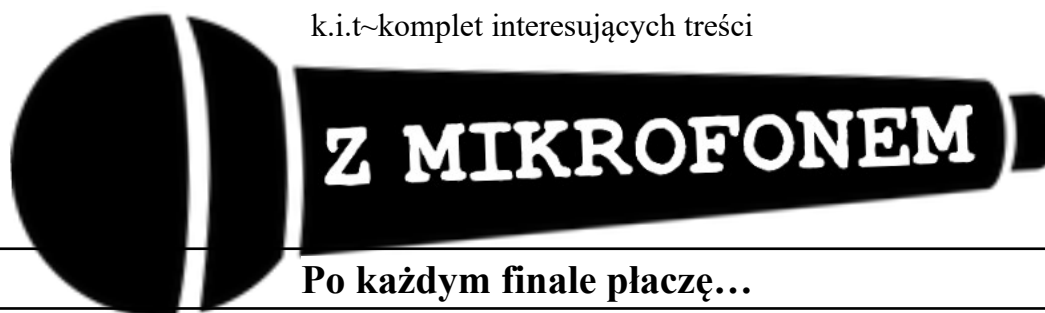 k.i.t~komplet interesujących treści
Z MIKROFONEM
Po każdym finale płaczę…